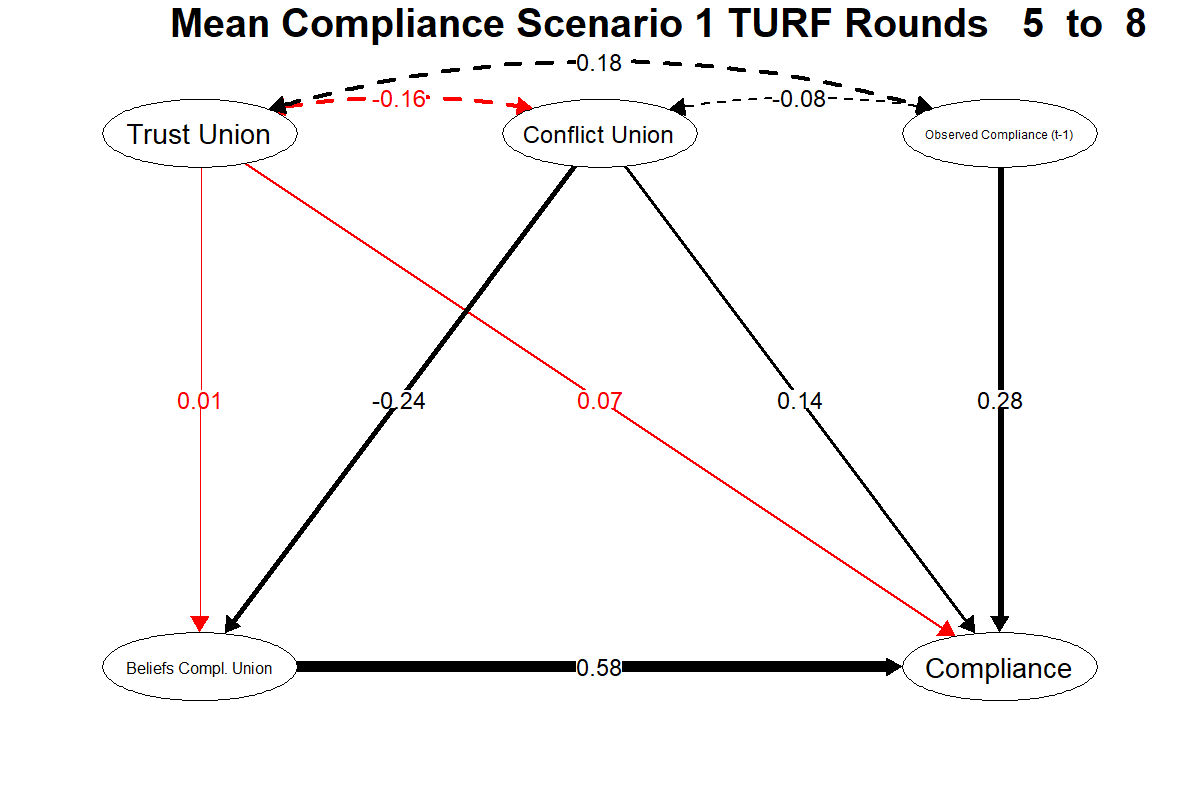 Mean Compliance Scenario 1 TURF Rounds 5 to 8
0.18
-0.16
-0.08
Trust Union
Conflict Union
Observed Compliance (t-1)
0.01
-0.24
0.07
0.14
0.28
Beliefs Compl. Union
0.58
Compliance